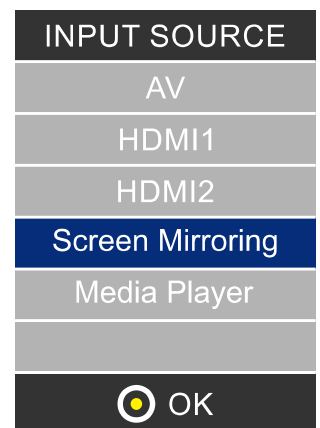 INPUT SOURCE
AV
HDMI1
HDMI2
Screen Mirroring
Media Player
OK